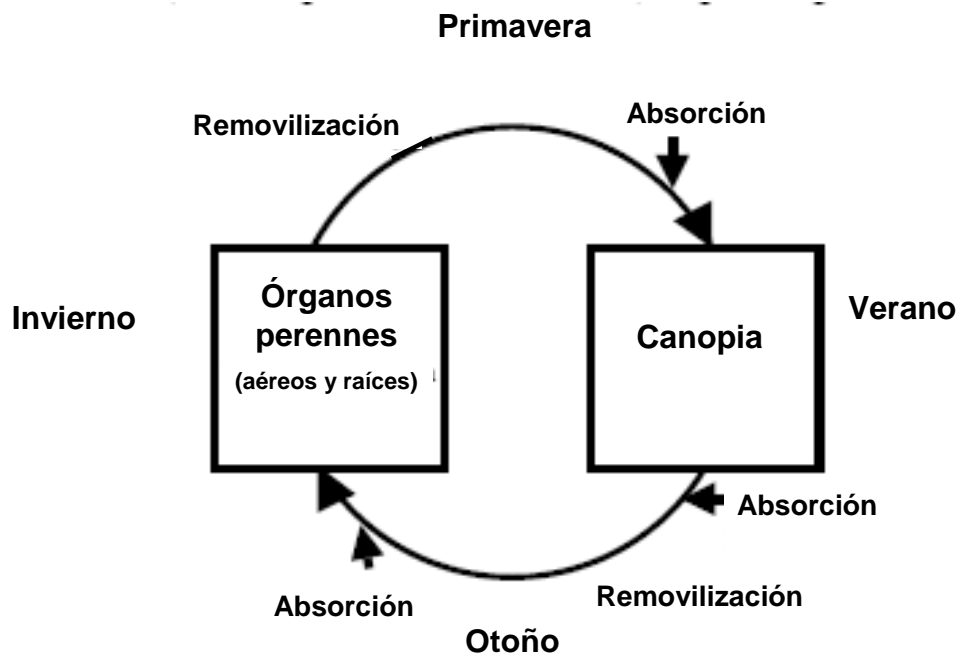 Primavera
Removilización
Absorción
Invierno
Órganos
perennes
(aéreos y raíces)
Canopia
Verano
Absorción
Absorción
Removilización
Otoño